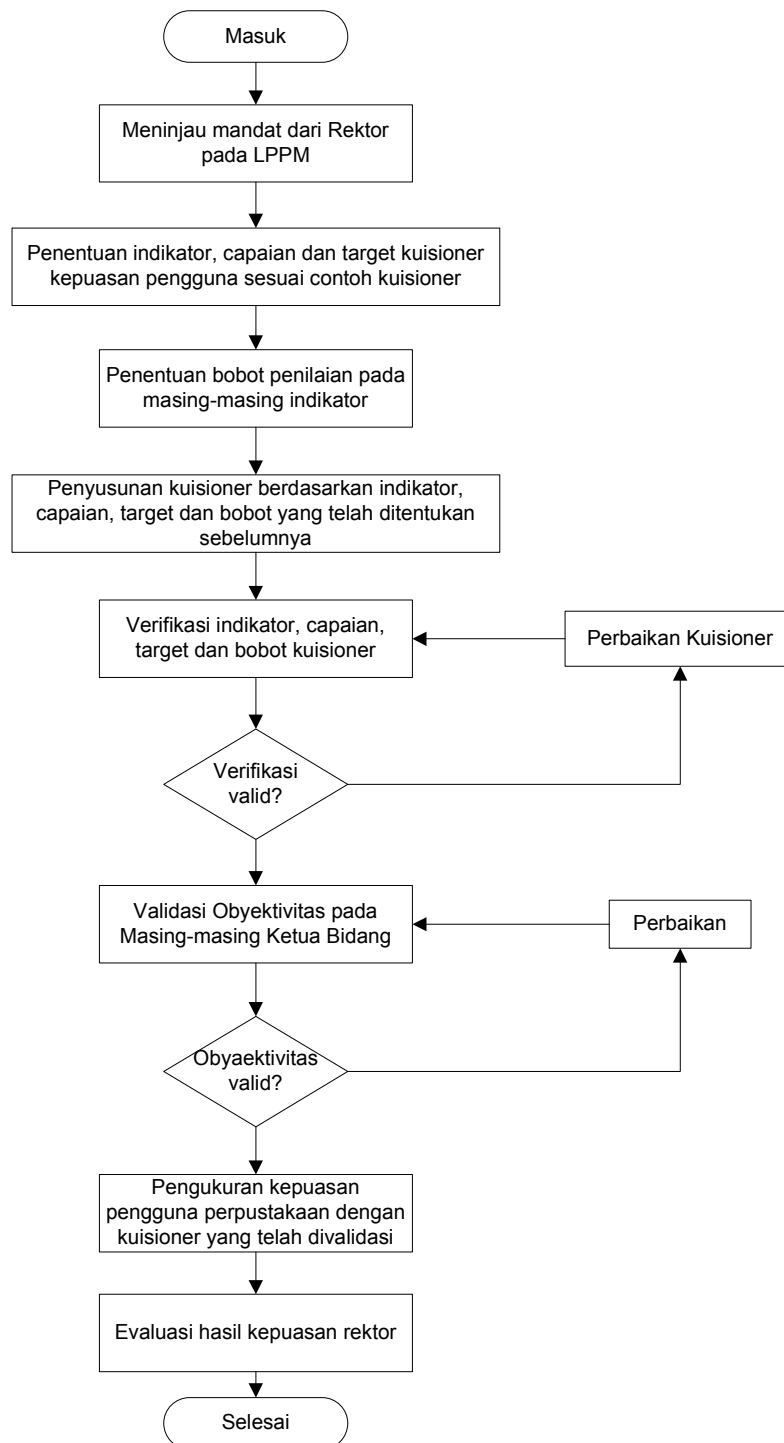 Masuk
Meninjau mandat dari Rektor
pada LPPM
Penentuan indikator, capaian dan target kuisioner
kepuasan pengguna sesuai contoh kuisioner
Penentuan bobot penilaian pada
masing-masing indikator
Penyusunan kuisioner berdasarkan indikator,
capaian, target dan bobot yang telah ditentukan
sebelumnya
Verifikasi indikator, capaian,
target dan bobot kuisioner
Perbaikan Kuisioner
Verifikasi
valid?
Validasi Obyektivitas pada
Masing-masing Ketua Bidang
Perbaikan
Obyaektivitas
valid?
Pengukuran kepuasan
pengguna perpustakaan dengan
kuisioner yang telah divalidasi
Evaluasi hasil kepuasan rektor
Selesai